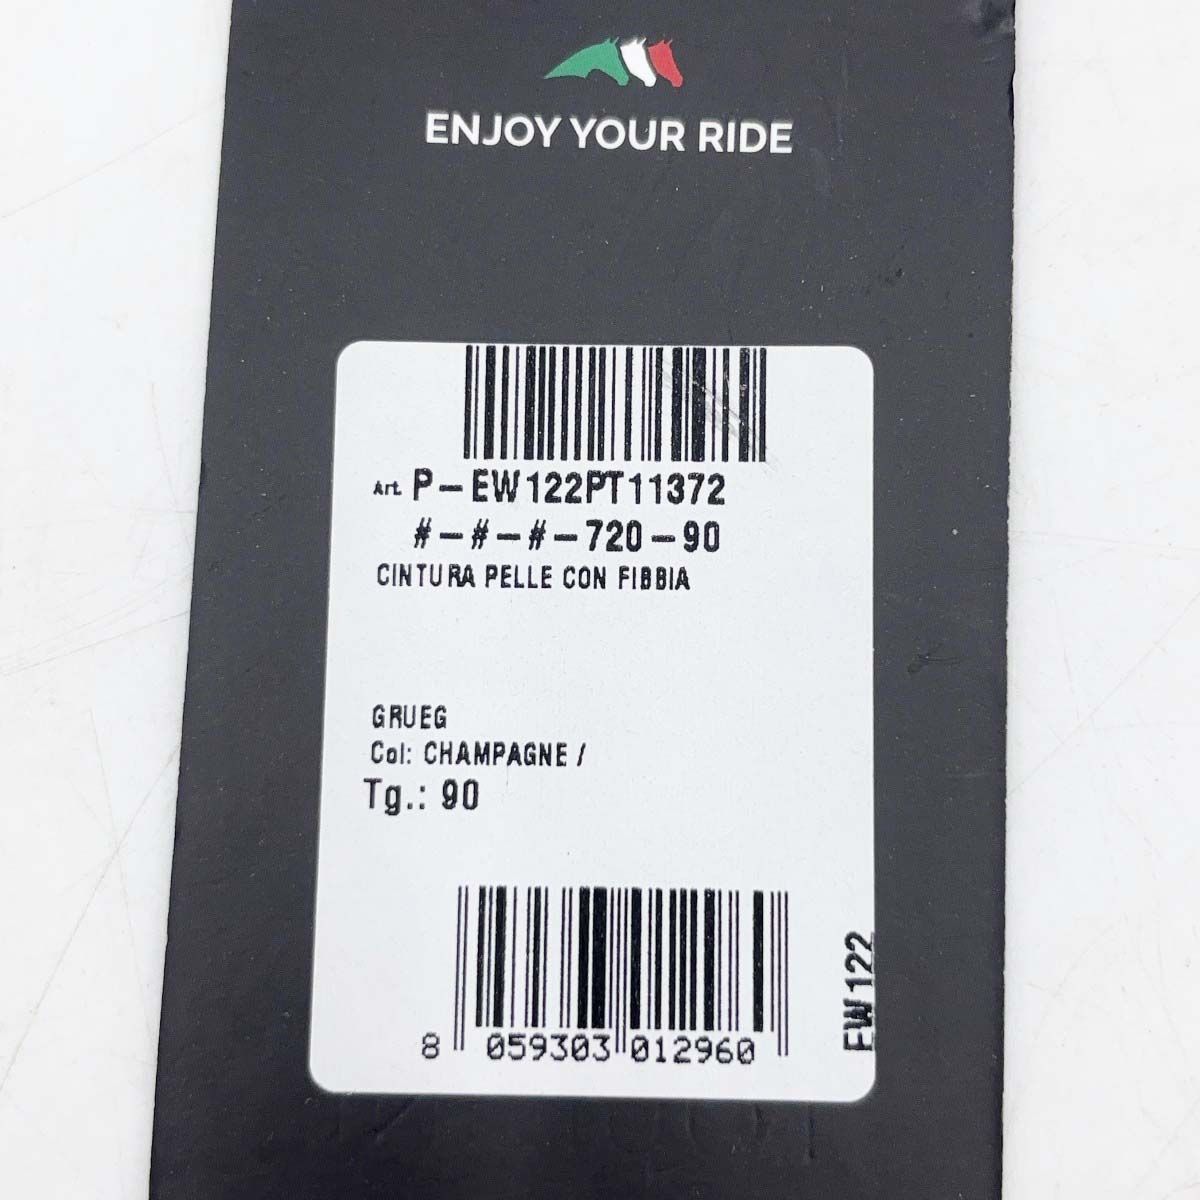 ENJOY YOUR RIDE
Art. P-EW122PT11372
#-#-#-720-90
CINTURA PELLE CON FIBBIA
GRUEG
Col: CHAMPAGNE /
Tg.: 90
8 059303 012960
EW122